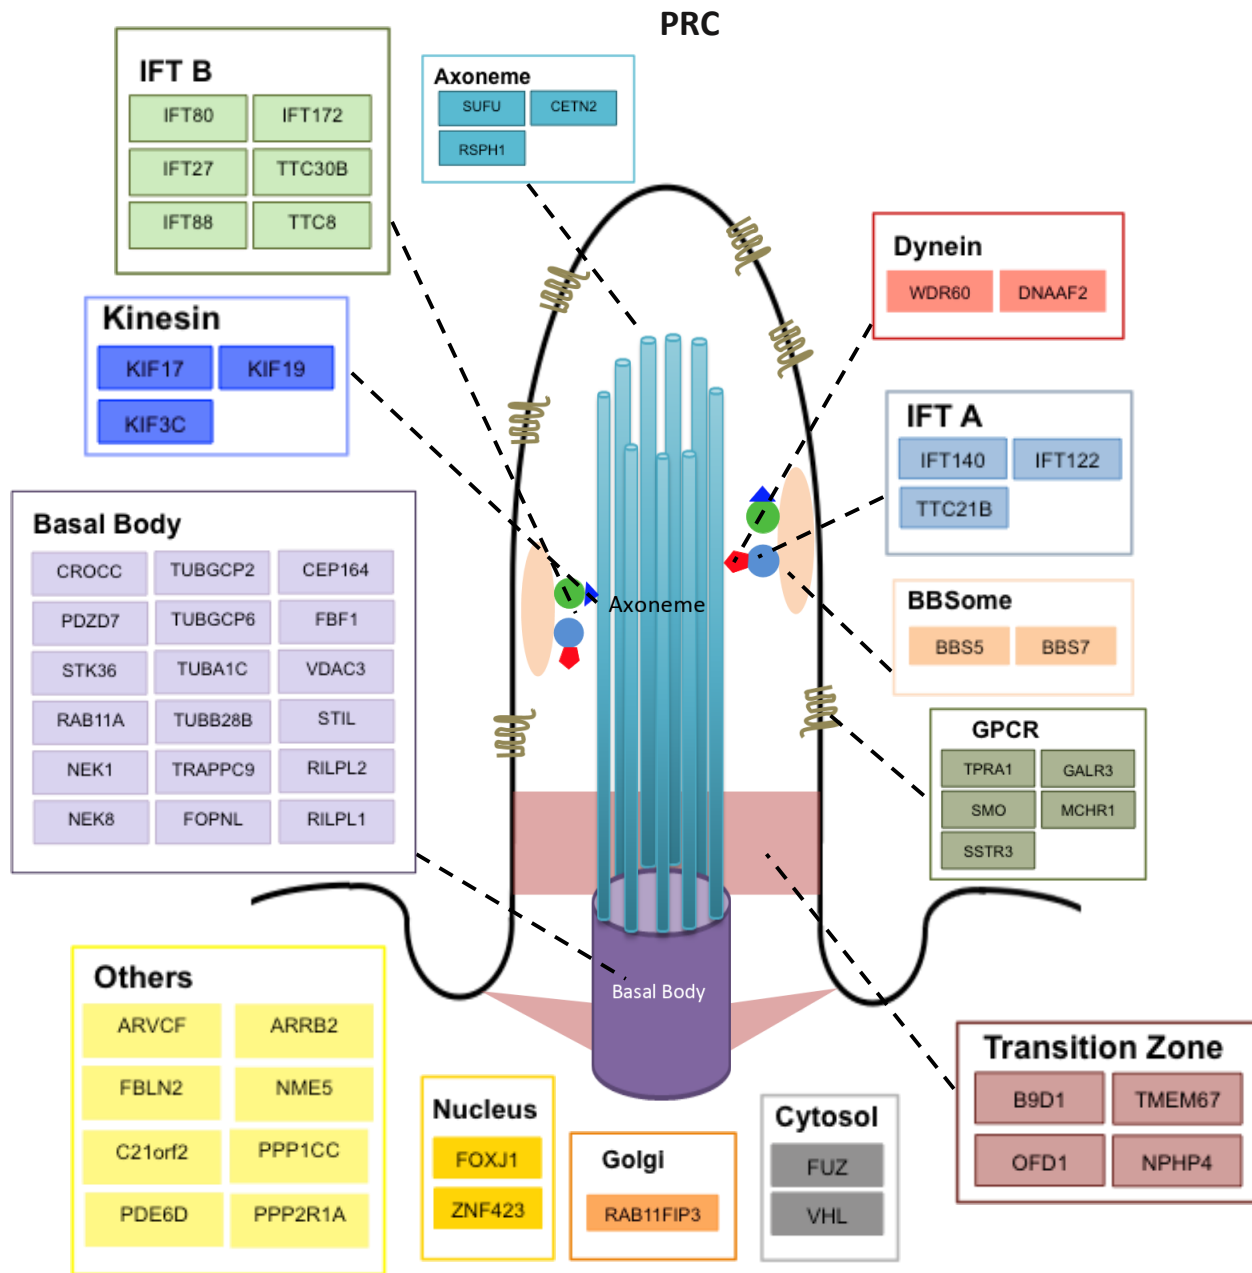 PRC
IFT B
IFT80 IFT172
IFT27 TTC30B
IFT88 TTC8
Axoneme
SUFU CETN2
RSPH1
Dynein
WDR60 DNAAF2
Kinesin
KIF17 KIF19
KIF3C
IFT A
IFT140 IFT122
TTC21B
Basal Body
CROCC TUBGCP2 CEP164
PDZD7 TUBGCP6 FBF1
STK36 TUBA1C VDAC3
RAB11A TUBB28B STIL
NEK1 TRAPPC9 RILPL2
NEK8 FOPNL RILPL1
Axoneme
BBSome
BBS5 BBS7
GPCR
TPRA1 GALR3
SMO MCHR1
SSTR3
Basal Body
Others
ARVCF ARRB2
FBLN2 NME5
C21orf2 PPP1CC
PDE6D PPP2R1A
Nucleus
FOXJ1
ZNF423
Golgi
RAB11FIP3
Cytosol
FUZ
VHL
Transition Zone
B9D1 TMEM67
OFD1 NPHP4